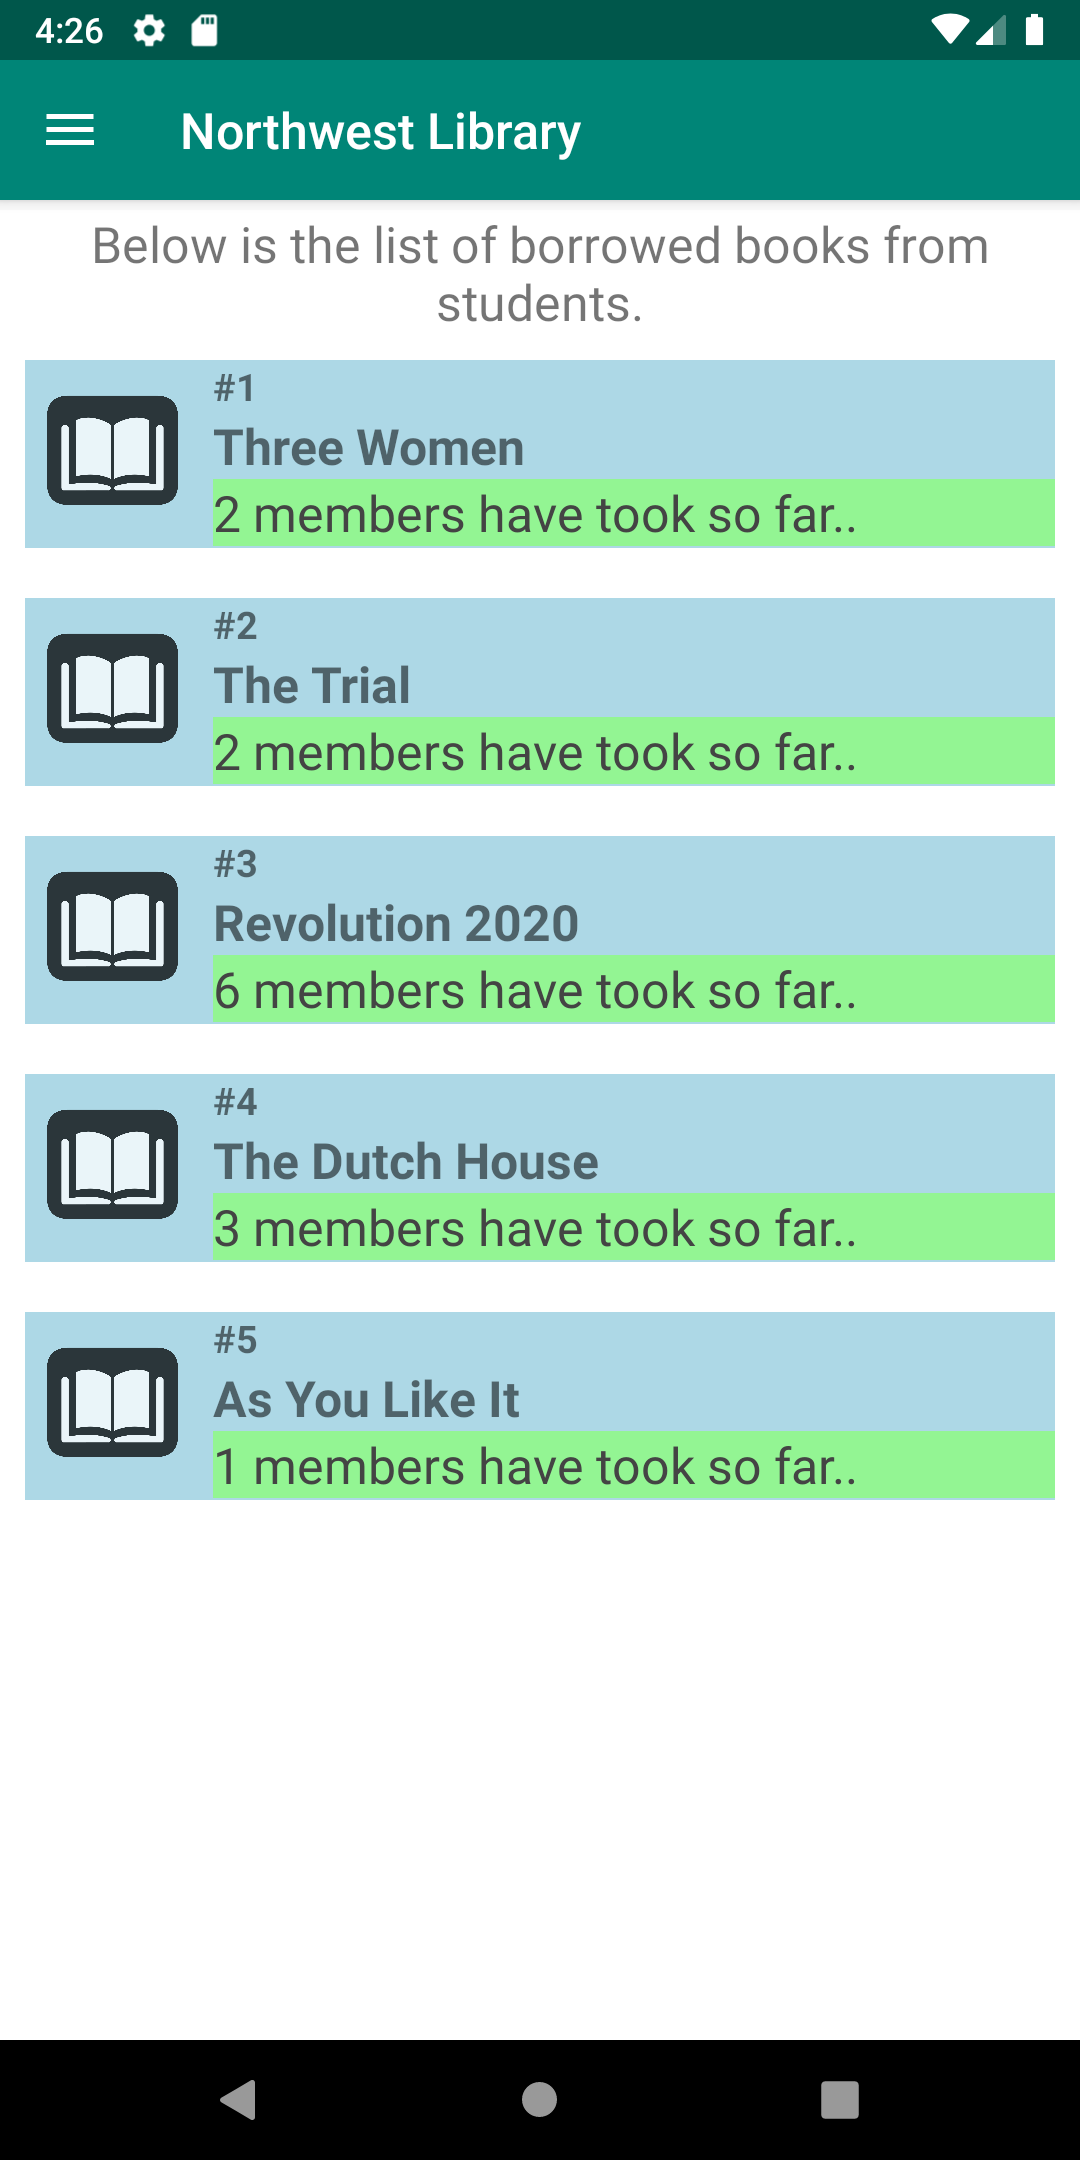 4:26
Northwest Library
Below is the list of borrowed books from
students.
#1
Three Women
2 members have took so far..
#2
The Trial
2 members have took so far..
#3
Revolution 2020
6 members have took so far..
#4
The Dutch House
3 members have took so far..
#5
As You Like It
1 members have took so far..